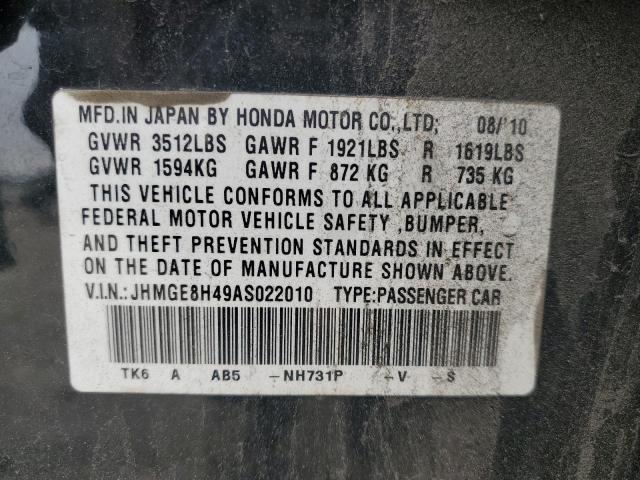 MFD.IN JAPAN BY HONDA MOTOR CO.,LTD; 08/'10
GVWR 3512LBS GAWR F 1921LBS R 1619LBS
GVWR 1594KG GAWR F 872 KG R 735 KG
THIS VEHICLE CONFORMS TO ALL APPLICABLE
FEDERAL MOTOR VEHICLE SAFETY ,BUMPER,
AND THEFT PREVENTION STANDARDS IN EFFECT
ON THE DATE OF MANUFACTURE SHOWN ABOVE.
V.I.N.:JHMGE8H49AS022010 TYPE:PASSENGER CAR
TK6 A AB5 -NH731P -V -S